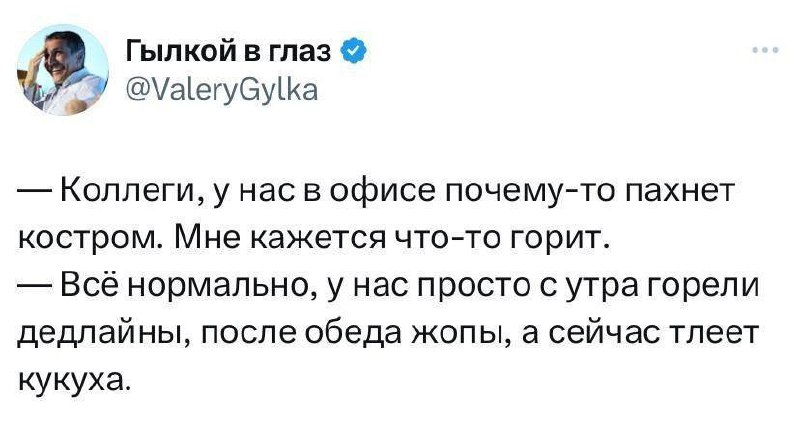 Гылкой в глаз
@ValeryGylka
— Коллеги, у нас в офисе почему-то пахнет
костром. Мне кажется что-то горит.
— Всё нормально, у нас просто с утра горели
дедлайны, после обеда жопы, а сейчас тлеет
кукуха.